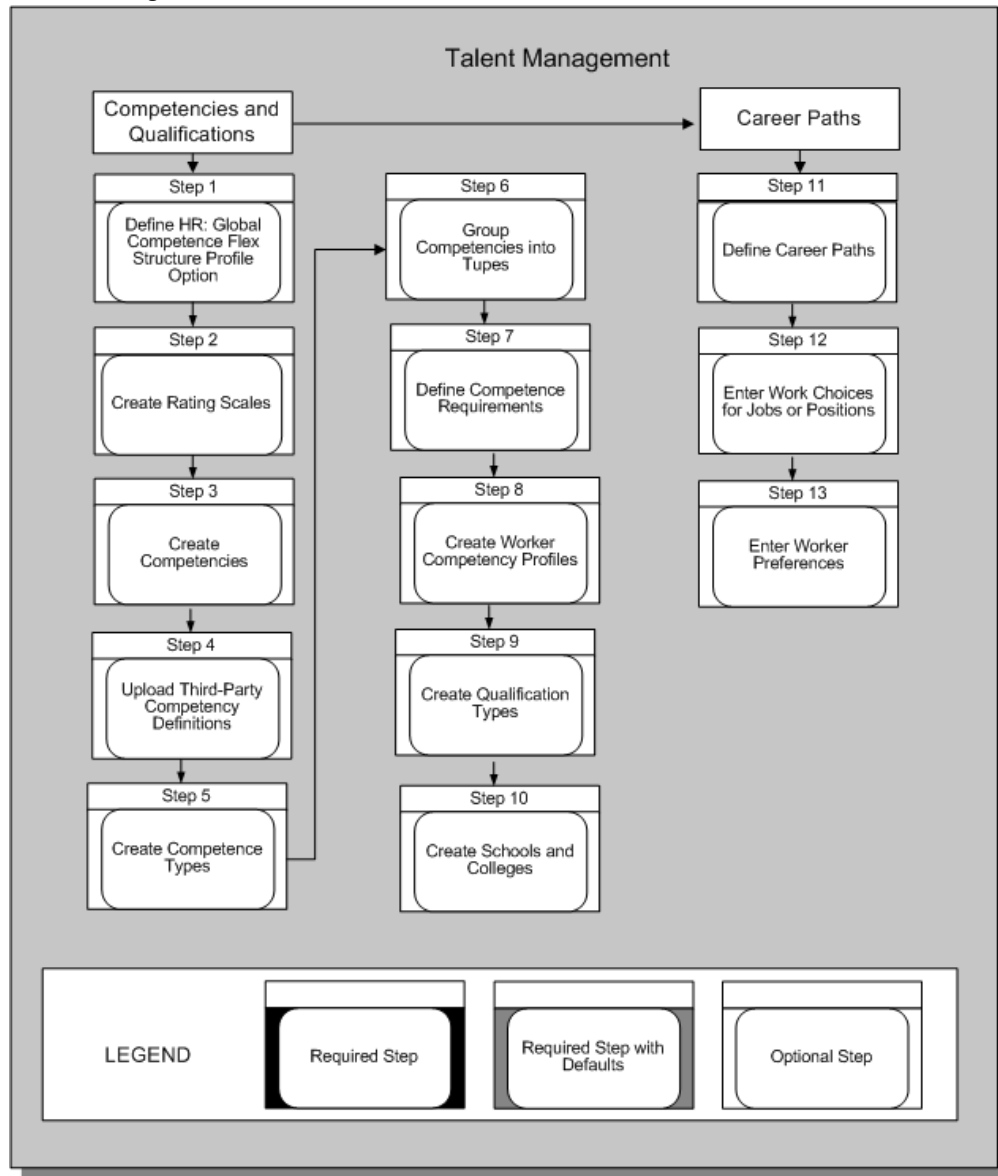 Talent Management
Competencies and
Qualifications
Career Paths
Step 1
Define HR: Global
Competence Flex
Structure Profile
Option
Step 2
Create Rating Scales
Step 3
Create
Competencies
Step 4
Upload Third-Party
Competency
Definitions
Step 5
Create Competence
Types
Step 6
Group
Competencies into
Tupes
Step 7
Define Competence
Requirements
Step 8
Create Worker
Competency Profiles
Step 9
Create Qualification
Types
Step 10
Create Schools and
Colleges
Step 11
Define Career Paths
Step 12
Enter Work Choices
for Jobs or Positions
Step 13
Enter Worker
Preferences
LEGEND
Required Step
Required Step with
Defaults
Optional Step